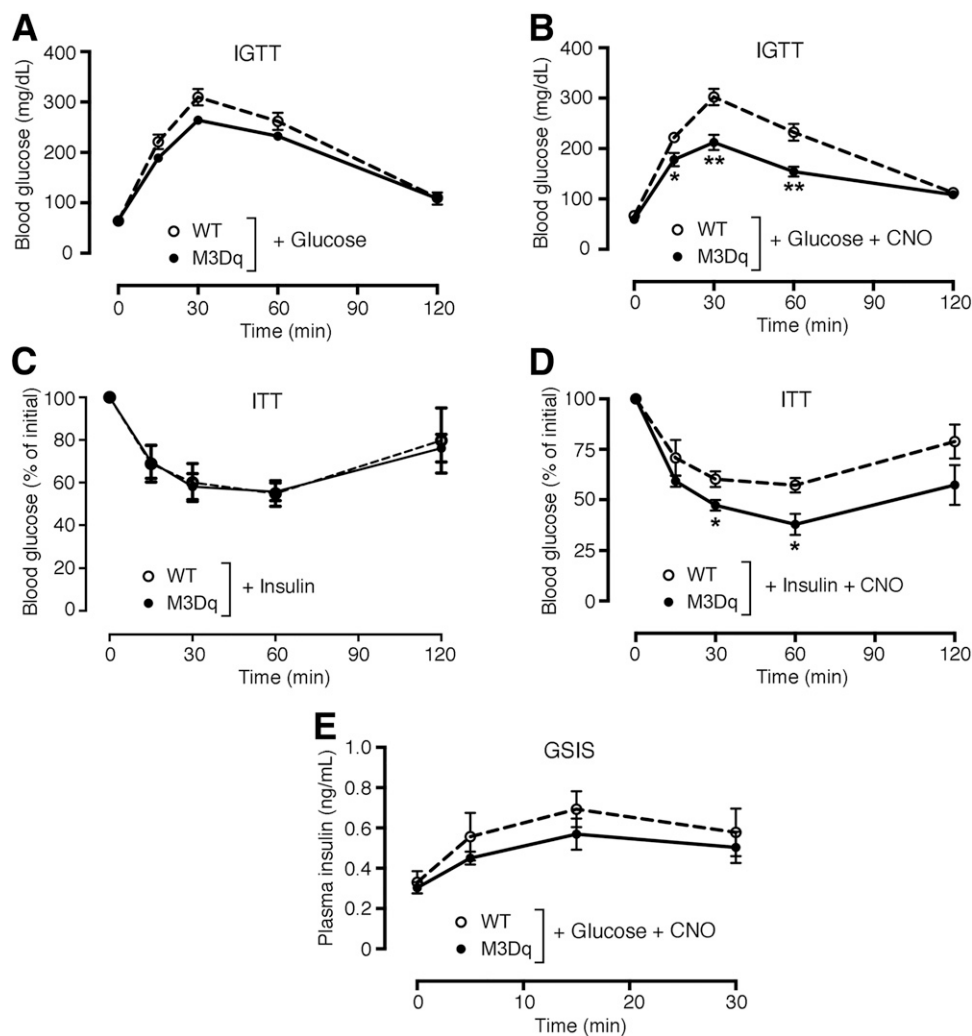 A
IGTT
Blood glucose (mg/dL)
400
300
200
100
0
WT
M3Dq
+ Glucose
0 30 60 90 120
Time (min)
B
IGTT
Blood glucose (mg/dL)
400
300
200
100
0
*
**
**
WT
M3Dq
+ Glucose + CNO
0 30 60 90 120
Time (min)
C
ITT
Blood glucose (% of initial)
100
80
60
40
20
0
WT
M3Dq
+ Insulin
0 30 60 90 120
Time (min)
D
ITT
Blood glucose (% of initial)
100
75
50
25
0
*
*
WT
M3Dq
+ Insulin + CNO
0 30 60 90 120
Time (min)
E
GSIS
Plasma insulin (ng/mL)
1.0
0.8
0.6
0.4
0.2
0
WT
M3Dq
+ Glucose + CNO
0 10 20 30
Time (min)